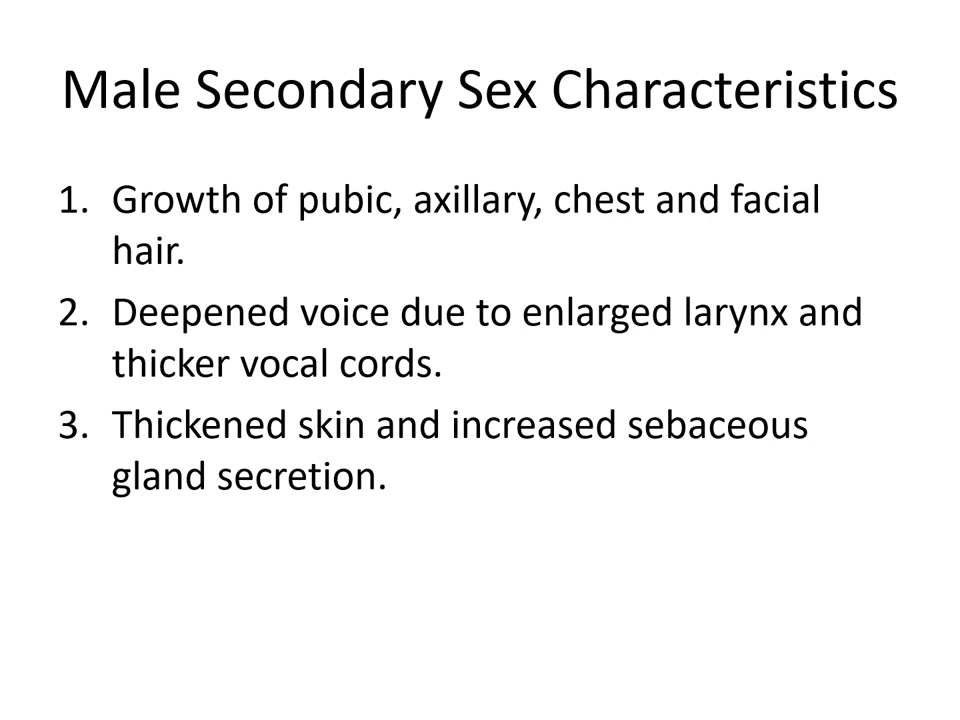 Male Secondary Sex Characteristics
1. Growth of pubic, axillary, chest and facial
hair.
2. Deepened voice due to enlarged larynx and
thicker vocal cords.
3. Thickened skin and increased sebaceous
gland secretion.